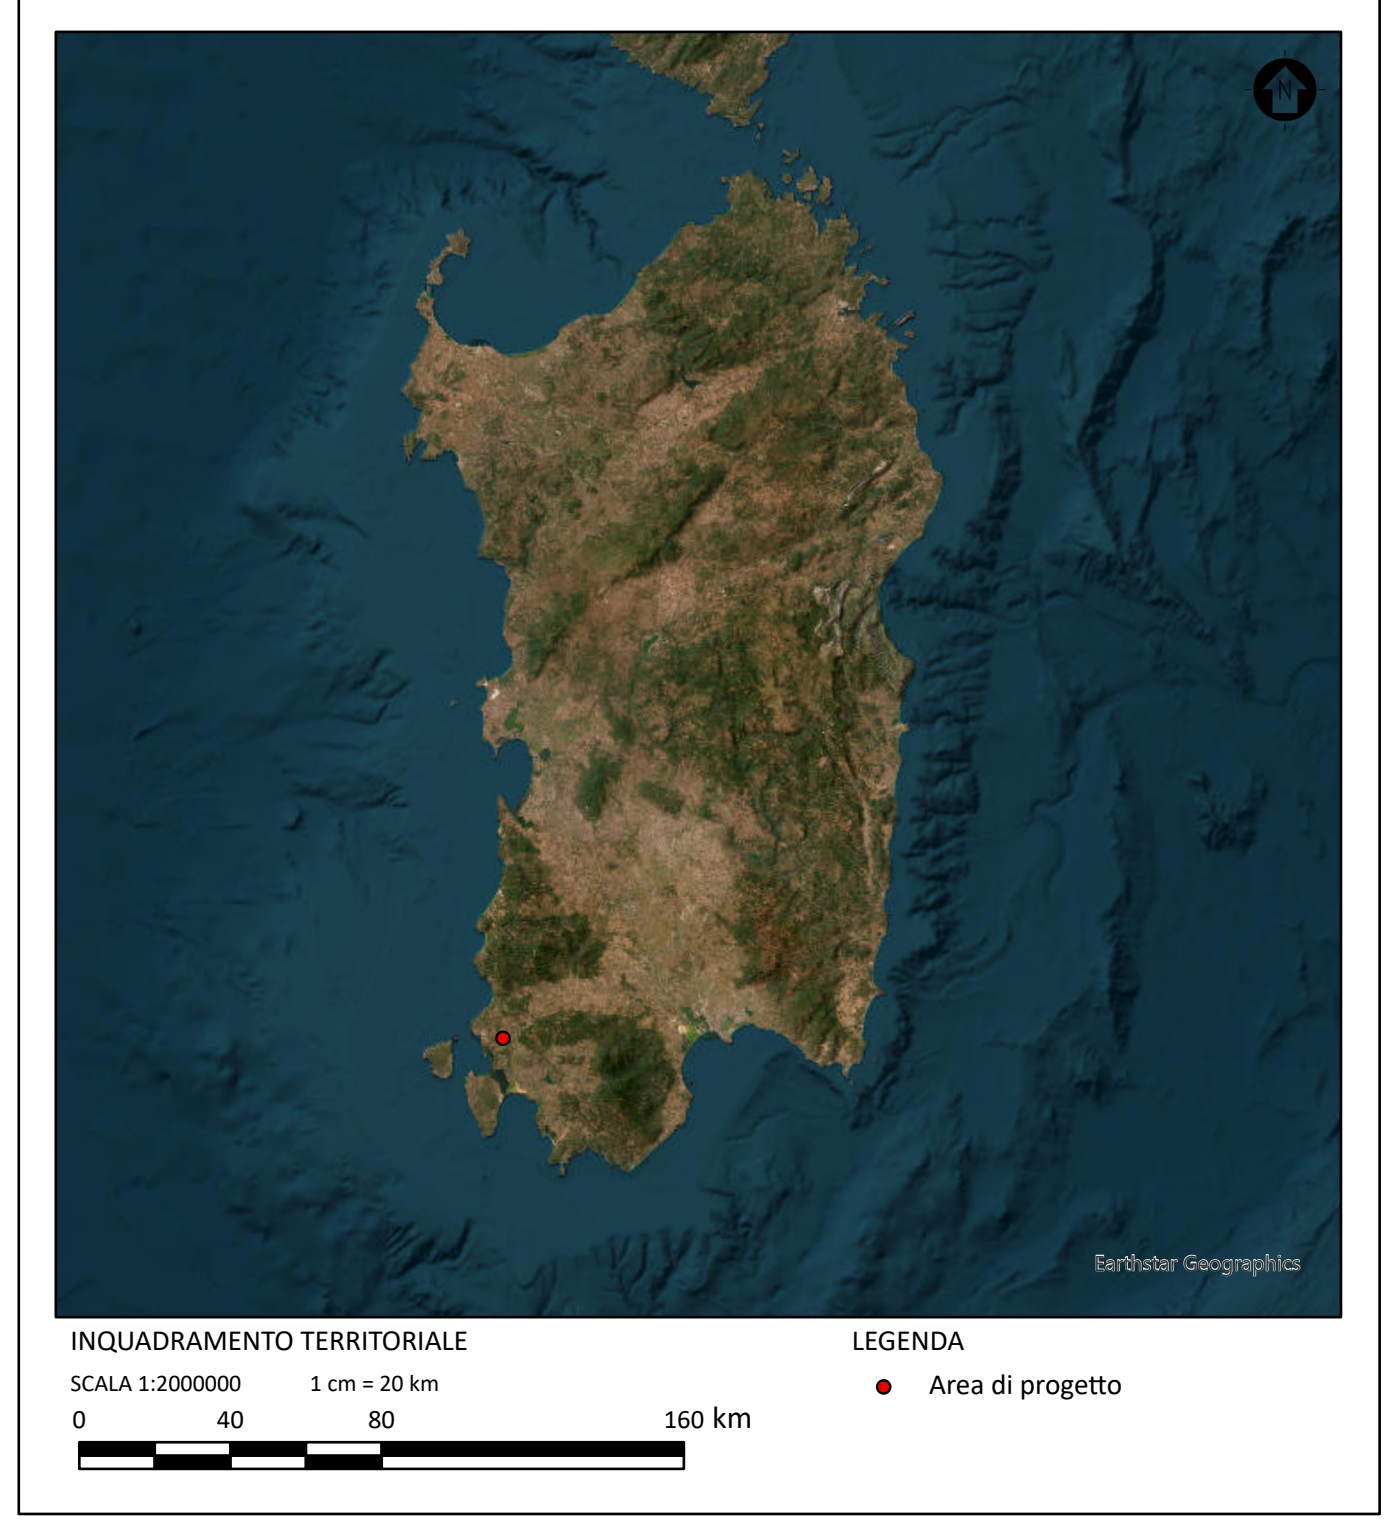 N
Earthstar Geographics
INQUADRAMENTO TERRITORIALE
SCALA 1:2000000 1 cm = 20 km
0 40 80 160 km
LEGENDA
Area di progetto